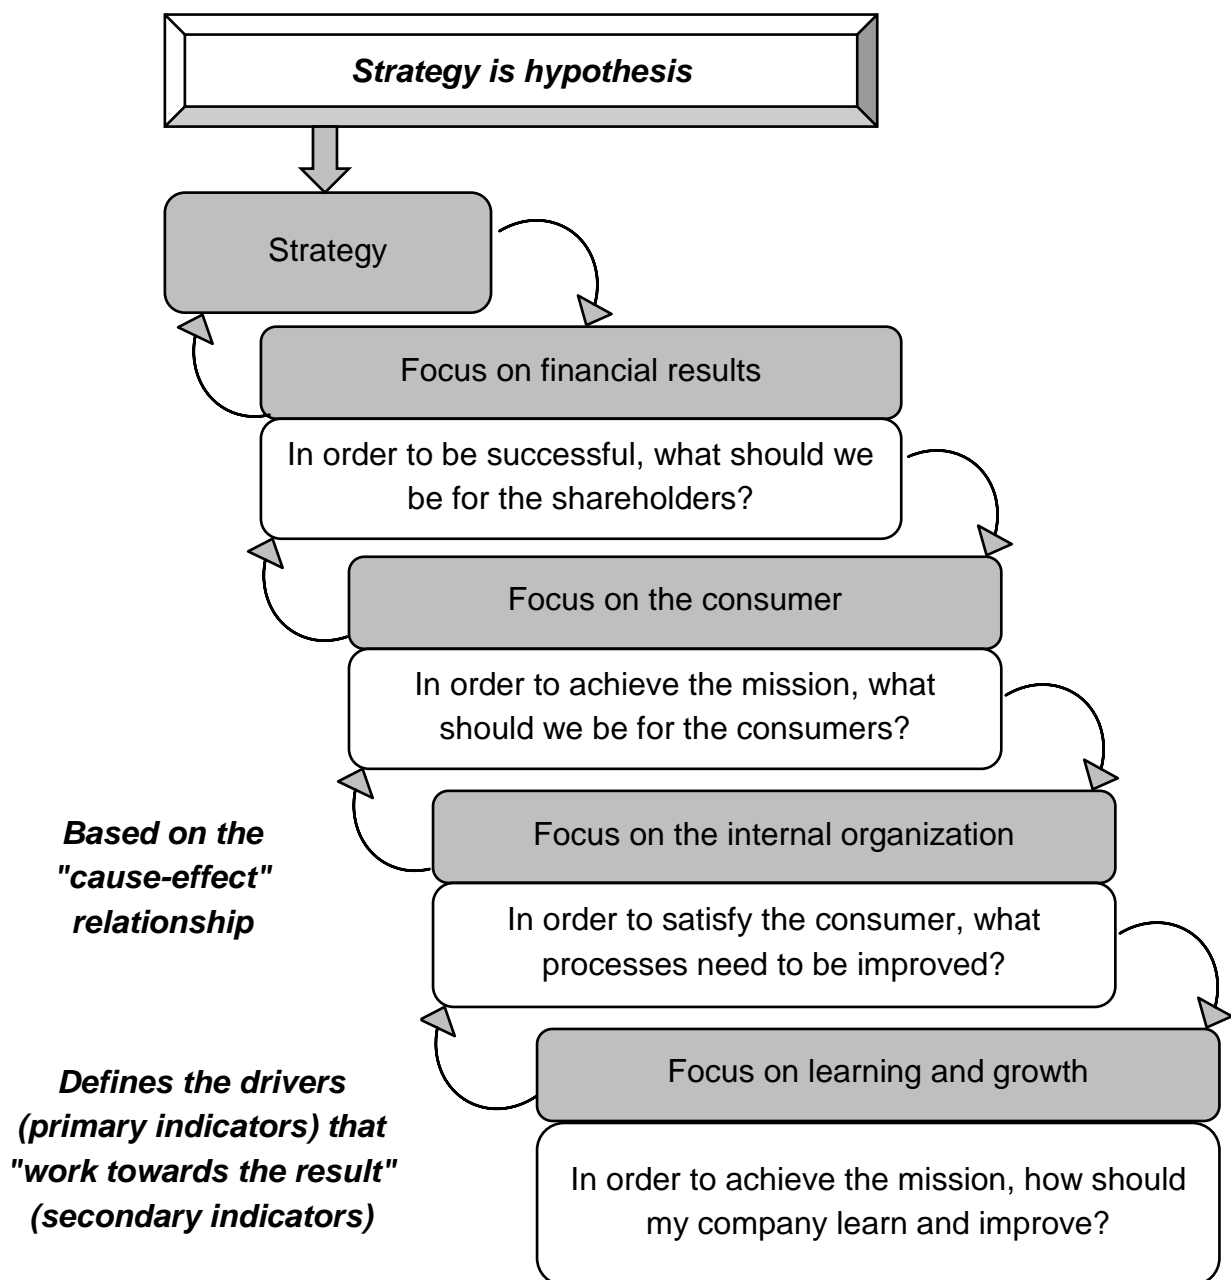 Strategy is hypothesis
Strategy
Focus on financial results
In order to be successful, what should we
be for the shareholders?
Focus on the consumer
In order to achieve the mission, what
should we be for the consumers?
Based on the
"cause-effect"
relationship
Focus on the internal organization
In order to satisfy the consumer, what
processes need to be improved?
Defines the drivers
(primary indicators) that
"work towards the result"
(secondary indicators)
Focus on learning and growth
In order to achieve the mission, how should
my company learn and improve?